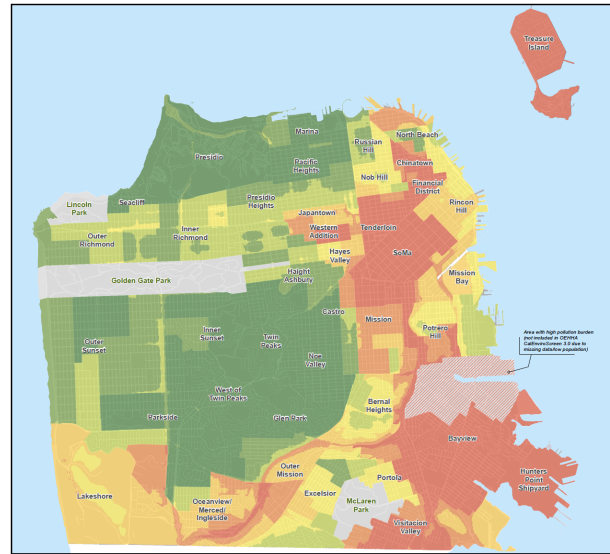 Treasure
Island
Marina
North Beach
Russian
Hill
Presidio
Pacific
Heights
Chinatown
Nob Hill
Financial
District
Lincoln
Park
Seacliff
Presidio
Heights
Rincon
Hill
Japantown
Outer
Richmond
Inner
Richmond
Western
Addition
Tenderloin
Hayes
Valley
SoMa
Golden Gate Park
Haight
Ashbury
Mission
Bay
Castro
Mission
Potrero
Hill
Area with high pollution burden
(not included in OEHHA
CalEnviroScreen 3.0 due to
missing data/low population)
Outer
Sunset
Inner
Sunset
Twin
Peaks
Noe
Valley
West of
Twin Peaks
Bernal
Heights
Parkside
Glen Park
Bayview
Outer
Mission
Portola
Hunters
Point
Shipyard
Lakeshore
Oceanview/
Merced/
Ingleside
Excelsior
McLaren
Park
Visitacion
Valley